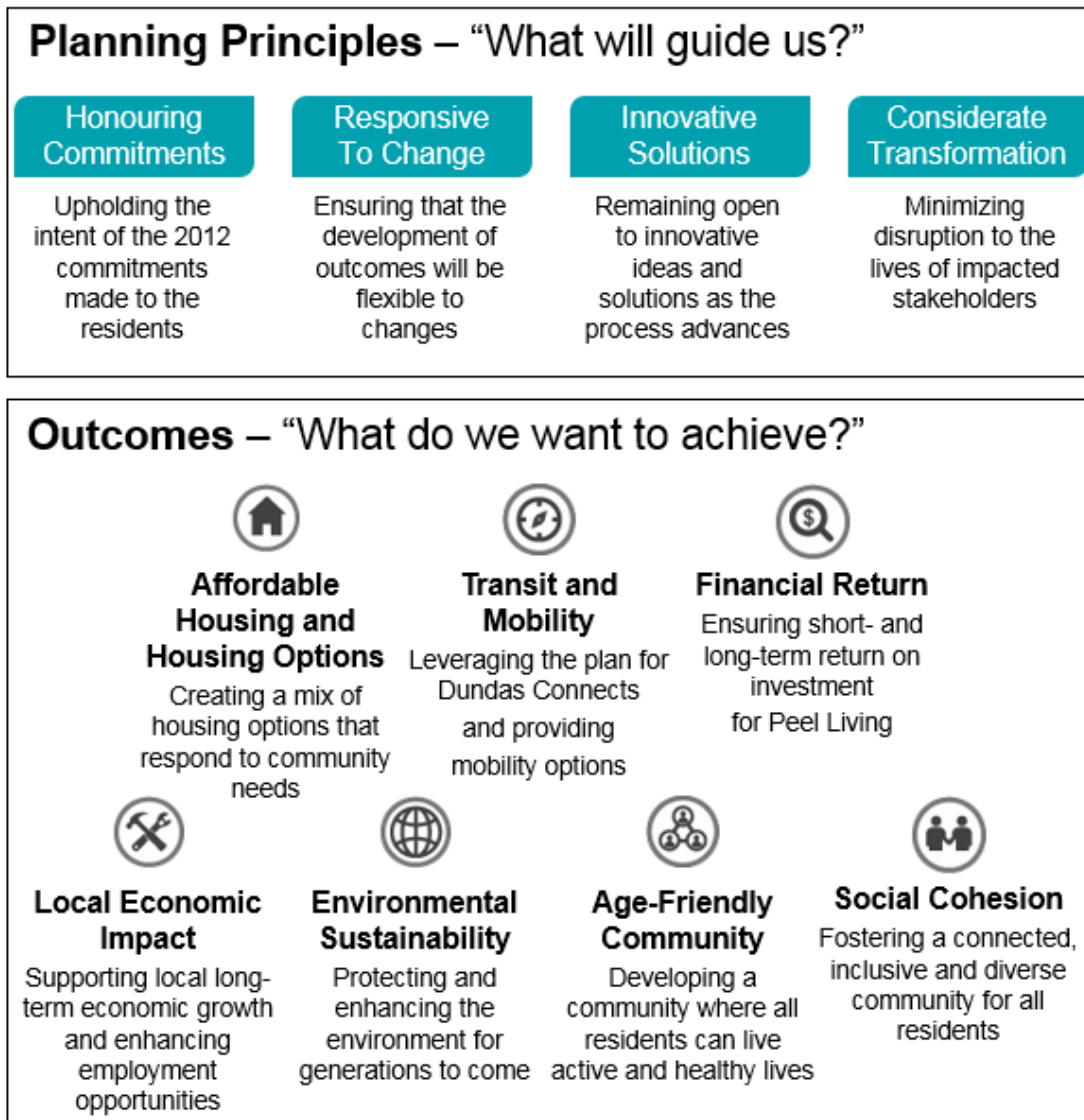 Planning Principles – “What will guide us?”
Honouring
Commitments
Upholding the
intent of the 2012
commitments
made to the
residents
Responsive
To Change
Ensuring that the
development of
outcomes will be
flexible to
changes
Innovative
Solutions
Remaining open
to innovative
ideas and
solutions as the
process advances
Considerate
Transformation
Minimizing
disruption to the
lives of impacted
stakeholders
Outcomes – “What do we want to achieve?”
Affordable
Housing and
Housing Options
Creating a mix of
housing options that
respond to community
needs
Transit and
Mobility
Leveraging the plan for
Dundas Connects
and providing
mobility options
$
Financial Return
Ensuring short- and
long-term return on
investment
for Peel Living
Local Economic
Impact
Supporting local long-
term economic growth
and enhancing
employment
opportunities
Environmental
Sustainability
Protecting and
enhancing the
environment for
generations to come
Age-Friendly
Community
Developing a
community where all
residents can live
active and healthy lives
Social Cohesion
Fostering a connected,
inclusive and diverse
community for all
residents